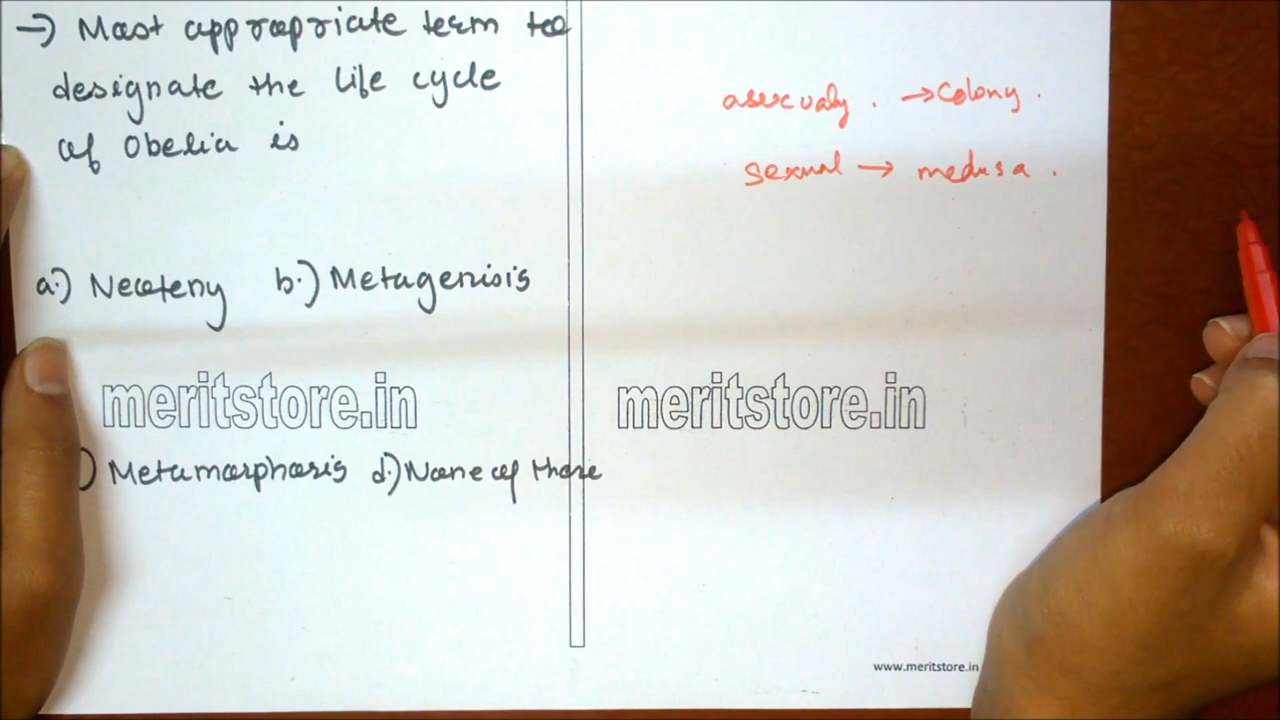 → Most appropriate term to
designate the life cycle
of Obelia is
a.) Neoteny b.) Metagenisis
) Metamorphosis d.) None of these
asexualy . → Colony .
sexual → medusa .
meritstore.in meritstore.in
www.meritstore.in